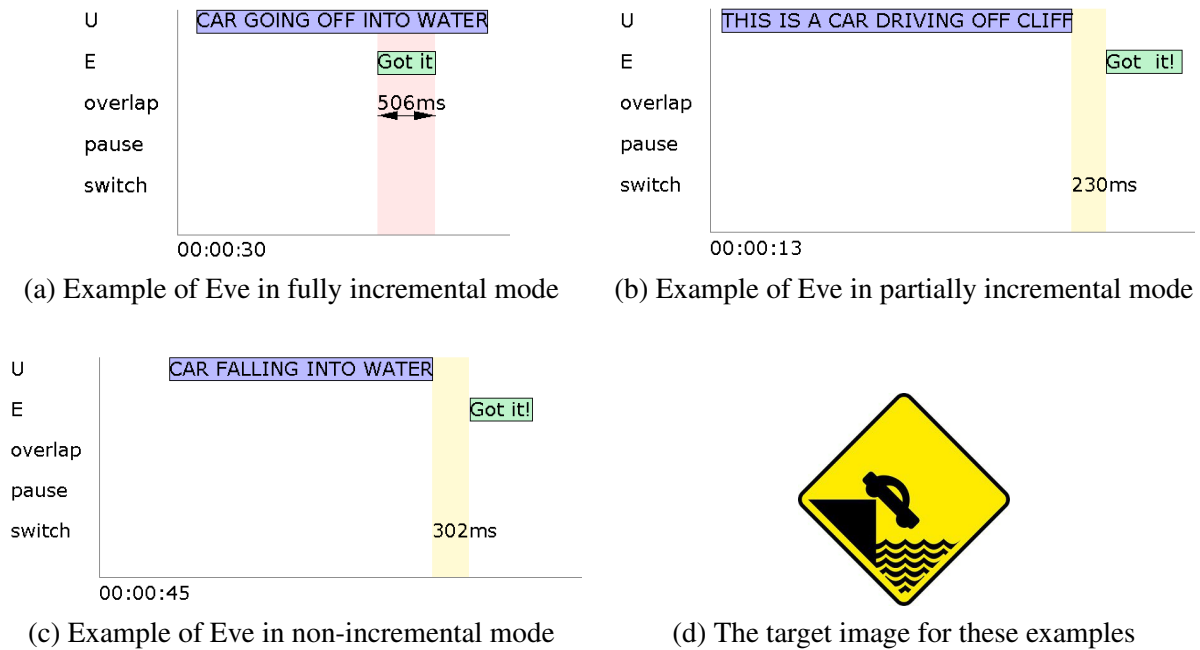 U CAR GOING OFF INTO WATER
E Got it
overlap 506ms
pause
switch
00:00:30
(a) Example of Eve in fully incremental mode
U THIS IS A CAR DRIVING OFF CLIFF
E Got it!
overlap
pause
switch 230ms
00:00:13
(b) Example of Eve in partially incremental mode
U CAR FALLING INTO WATER
E Got it!
overlap
pause
switch 302ms
00:00:45
(c) Example of Eve in non-incremental mode
(d) The target image for these examples